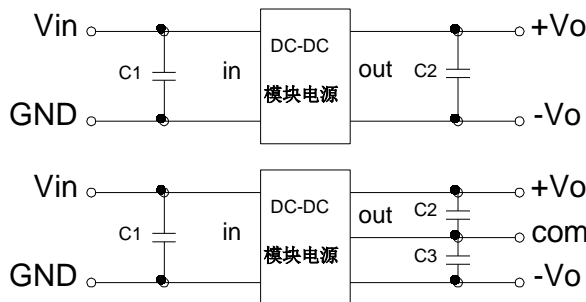 Vin DC-DC +Vo
C1 in 模块电源 out C2
GND -Vo
Vin DC-DC +Vo
C1 in 模块电源 out C2 com
C3
GND -Vo